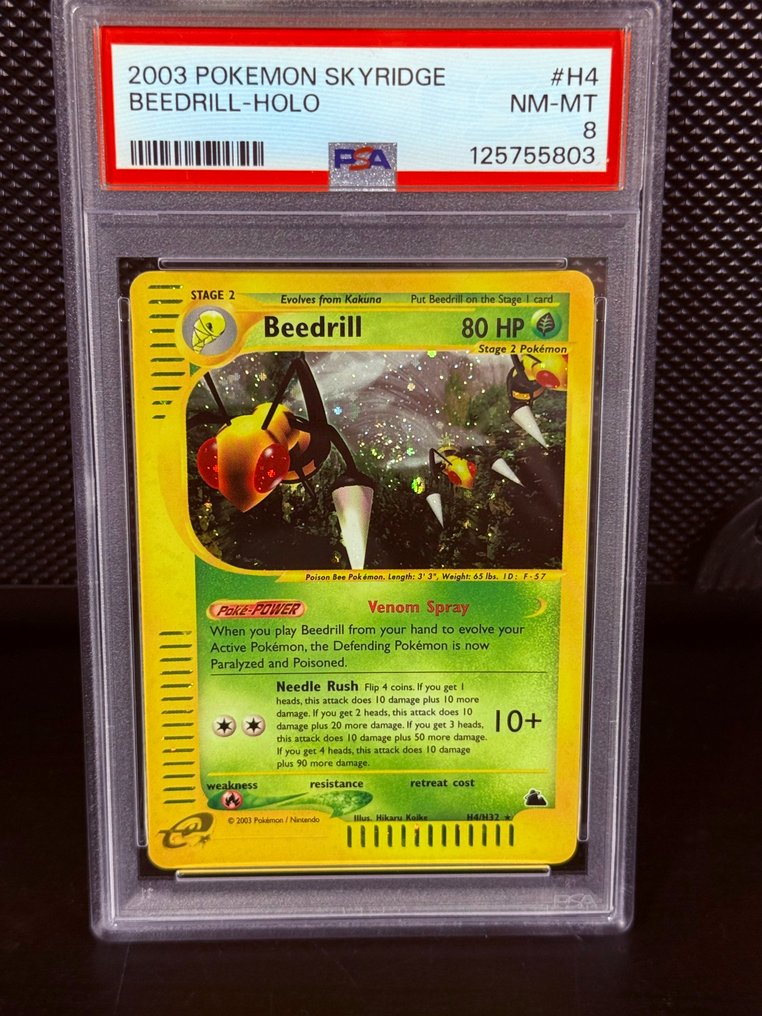 2003 POKEMON SKYRIDGE #H4
BEEDRILL-HOLO NM-MT
8
PSA 125755803
STAGE 2 Evolves from Kakuna Put Beedrill on the Stage 1 card
Beedrill 80 HP
Stage 2 Pokémon
Poison Bee Pokémon. Length: 3' 3", Weight: 65 lbs. ID: F-57
Poké-POWER Venom Spray
When you play Beedrill from your hand to evolve your
Active Pokémon, the Defending Pokémon is now
Paralyzed and Poisoned.
Needle Rush Flip 4 coins. If you get 1
heads, this attack does 10 damage plus 10 more
damage. If you get 2 heads, this attack does 10
damage plus 20 more damage. If you get 3 heads,
this attack does 10 damage plus 50 more damage.
If you get 4 heads, this attack does 10 damage
plus 90 more damage.
10+
weakness resistance retreat cost
© 2003 Pokémon / Nintendo Illus. Hikaru Koike H4/H32 ★
e
PSA